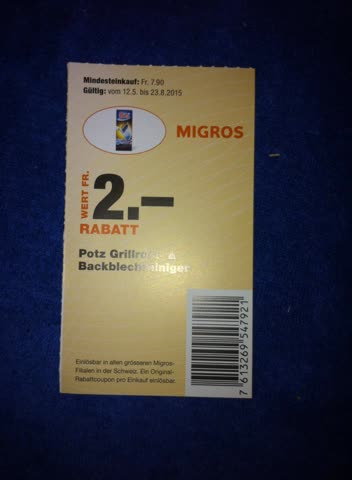 Mindesteinkauf: Fr. 7.90
Gültig: vom 12.5. bis 23.8.2015
MIGROS
WERT FR.
2.–
RABATT
Potz Grillrost- &
Backblechreiniger
Einlösbar in allen grösseren Migros-
Filialen in der Schweiz. Ein Original-
Rabattcoupon pro Einkauf einlösbar.
7 613269 547921